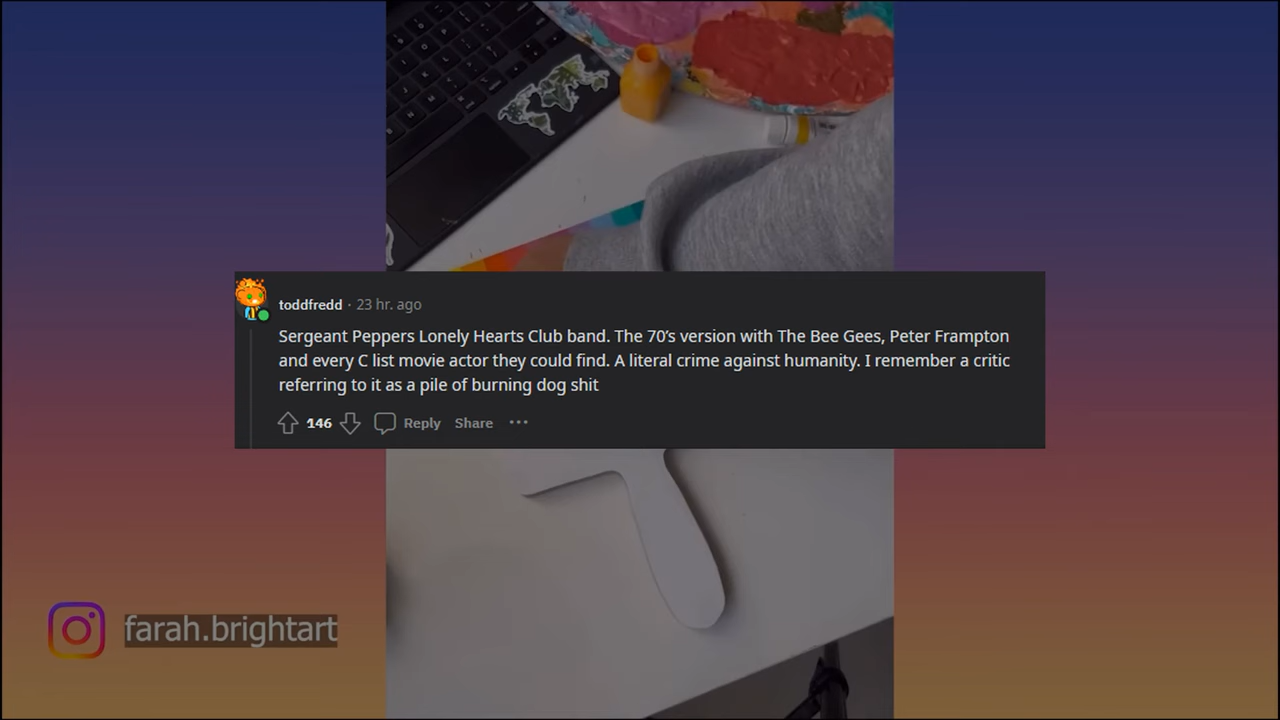 toddfredd · 23 hr. ago
Sergeant Peppers Lonely Hearts Club band. The 70's version with The Bee Gees, Peter Frampton
and every C list movie actor they could find. A literal crime against humanity. I remember a critic
referring to it as a pile of burning dog shit
146 Reply Share ···
farah.brightart